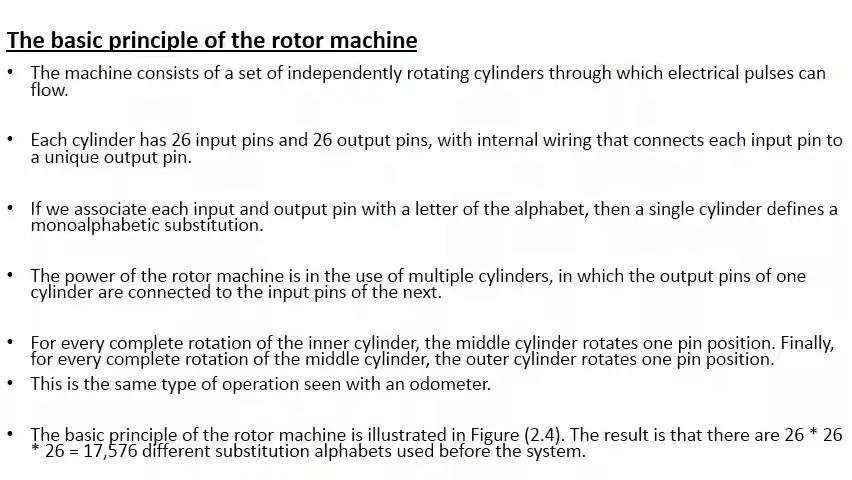 The basic principle of the rotor machine
• The machine consists of a set of independently rotating cylinders through which electrical pulses can
flow.
• Each cylinder has 26 input pins and 26 output pins, with internal wiring that connects each input pin to
a unique output pin.
• If we associate each input and output pin with a letter of the alphabet, then a single cylinder defines a
monoalphabetic substitution.
• The power of the rotor machine is in the use of multiple cylinders, in which the output pins of one
cylinder are connected to the input pins of the next.
• For every complete rotation of the inner cylinder, the middle cylinder rotates one pin position. Finally,
for every complete rotation of the middle cylinder, the outer cylinder rotates one pin position.
• This is the same type of operation seen with an odometer.
• The basic principle of the rotor machine is illustrated in Figure (2.4). The result is that there are 26 * 26
* 26 = 17,576 different substitution alphabets used before the system.